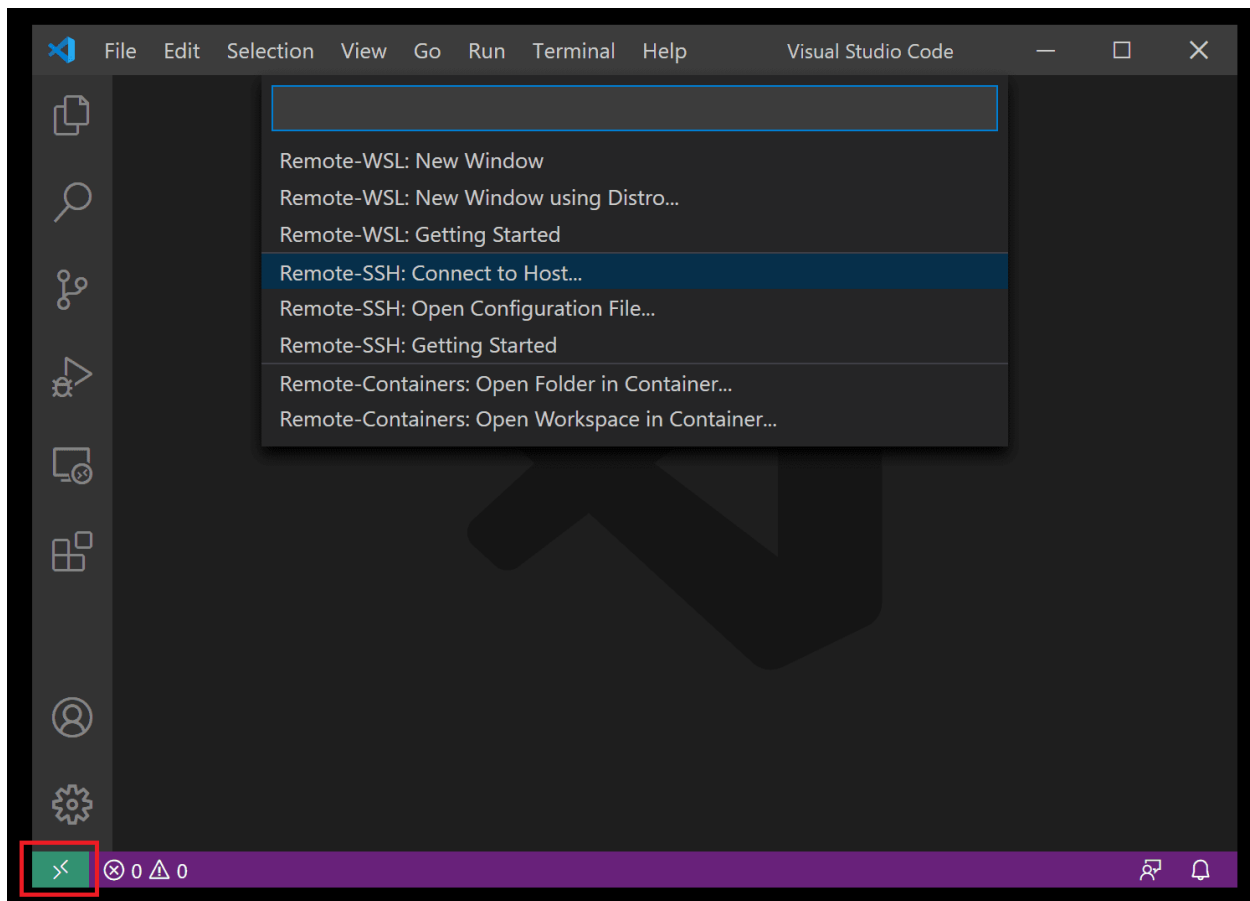 File Edit Selection View Go Run Terminal Help Visual Studio Code
Remote-WSL: New Window
Remote-WSL: New Window using Distro...
Remote-WSL: Getting Started
Remote-SSH: Connect to Host...
Remote-SSH: Open Configuration File...
Remote-SSH: Getting Started
Remote-Containers: Open Folder in Container...
Remote-Containers: Open Workspace in Container...
0 0